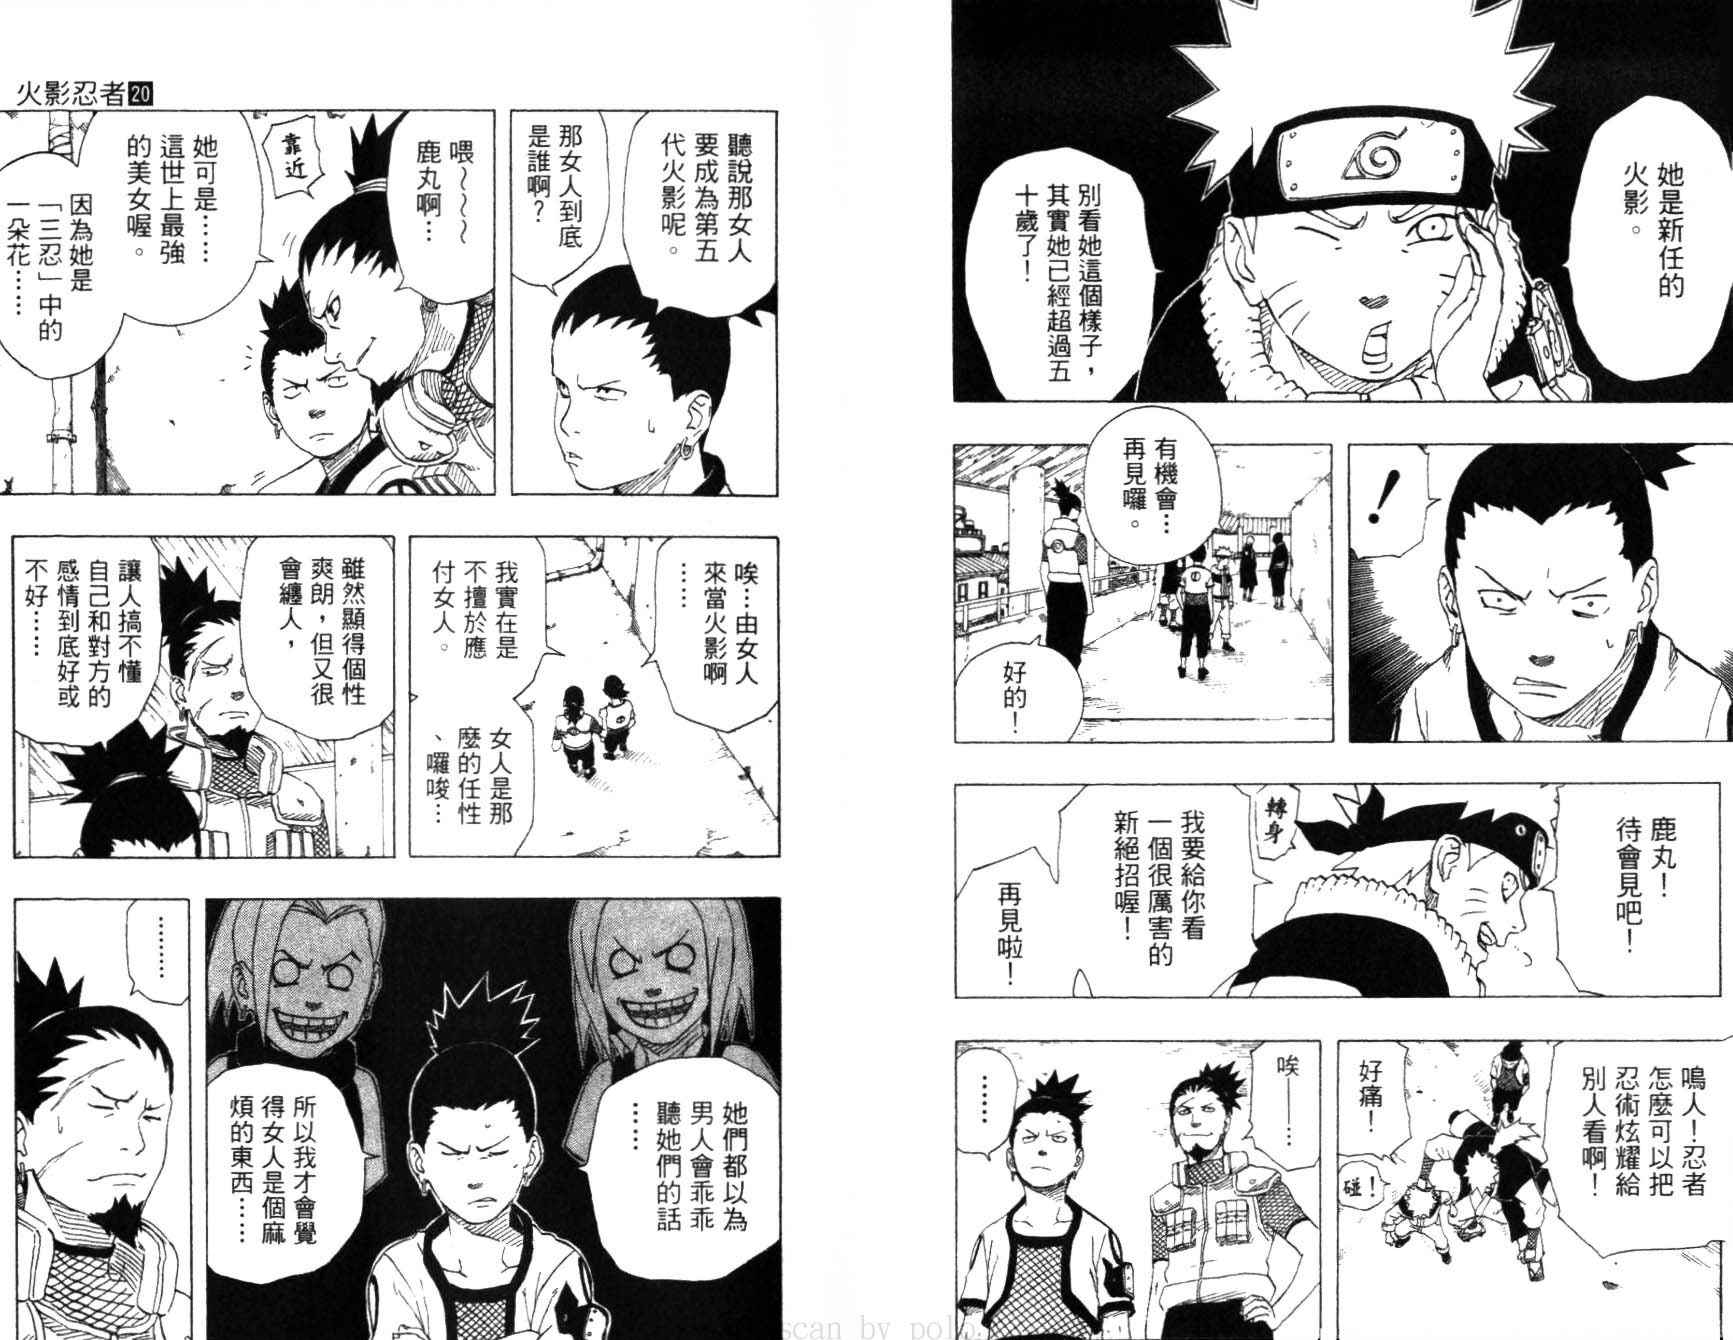 她是新任的
火影。
別看她這個樣子，
其實她已經超過五
十歲了！
！
有機會…
再見囉。
好的！
鹿丸！
待會見吧！
轉身
我要給你看
一個很厲害的
新絕招喔！
再見啦！
鳴人！忍者
怎麼可以把
忍術炫耀給
別人看啊！
好痛！
碰！
唉——…
……
火影忍者20
聽說那女人
要成為第五
代火影呢。
那女人到底
是誰啊？
喂～～～～
鹿丸啊…
靠近
她可是……
這世上最強
的美女喔。
因為她是
「三忍」中的
一朵花……
唉…由女人
來當火影啊
……
我實在是
不擅於應
付女人。
女人是那
麼的任性
、囉唆…
雖然顯得個性
爽朗，但又很
會纏人，
讓人搞不懂
自己和對方的
感情到底好或
不好……
她們都以為
男人會乖乖
聽她們的話
……
所以我才會覺
得女人是個麻
煩的東西……
……
scan by polo